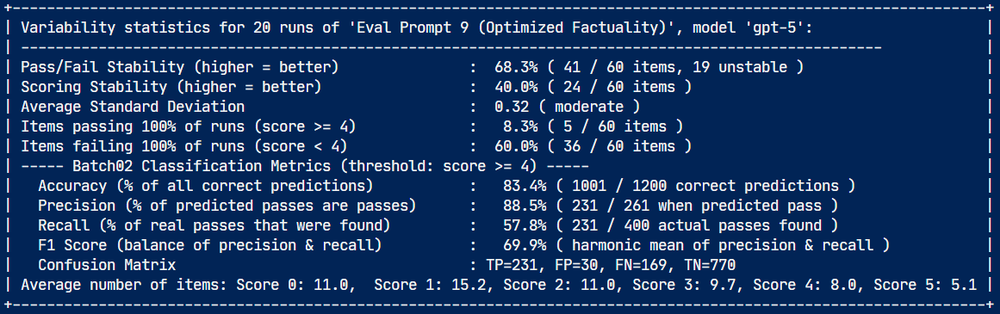 Variability statistics for 20 runs of 'Eval Prompt 9 (Optimized Factuality)', model 'gpt-5':
Pass/Fail Stability (higher = better) : 68.3% ( 41 / 60 items, 19 unstable )
Scoring Stability (higher = better) : 40.0% ( 24 / 60 items )
Average Standard Deviation : 0.32 ( moderate )
Items passing 100% of runs (score >= 4) : 8.3% ( 5 / 60 items )
Items failing 100% of runs (score < 4) : 60.0% ( 36 / 60 items )
----- Batch02 Classification Metrics (threshold: score >= 4) -----
Accuracy (% of all correct predictions) : 83.4% ( 1001 / 1200 correct predictions )
Precision (% of predicted passes are passes) : 88.5% ( 231 / 261 when predicted pass )
Recall (% of real passes that were found) : 57.8% ( 231 / 400 actual passes found )
F1 Score (balance of precision & recall) : 69.9% ( harmonic mean of precision & recall )
Confusion Matrix : TP=231, FP=30, FN=169, TN=770
Average number of items: Score 0: 11.0, Score 1: 15.2, Score 2: 11.0, Score 3: 9.7, Score 4: 8.0, Score 5: 5.1